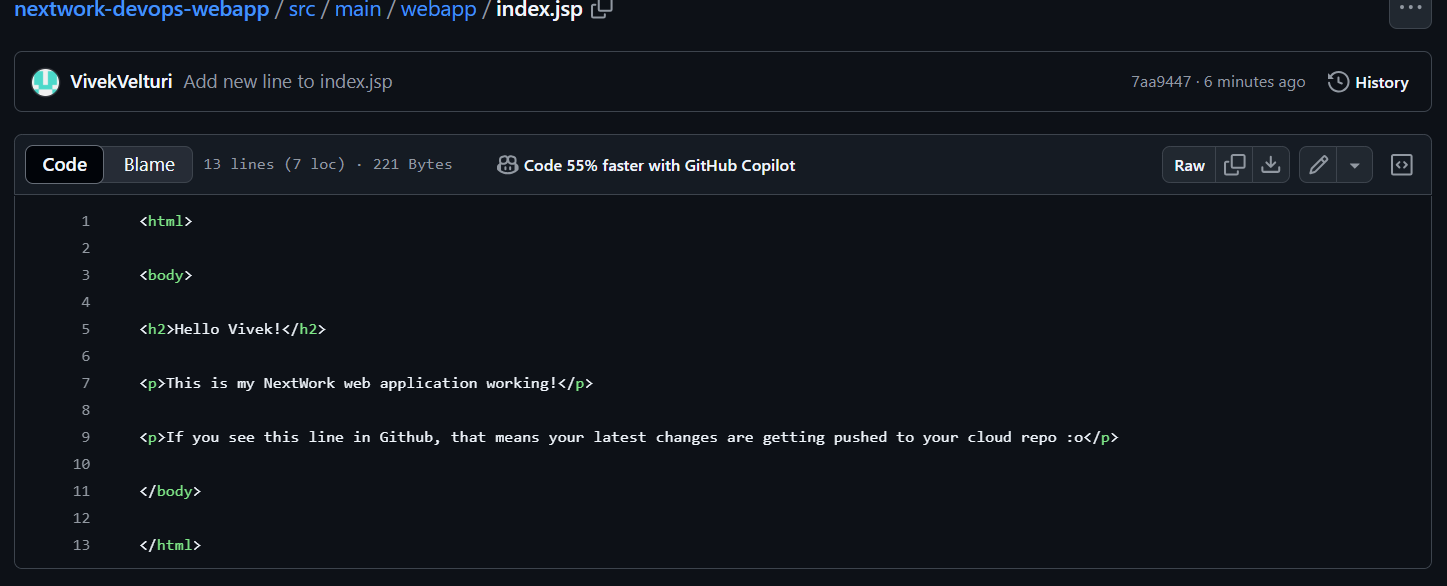 nextwork-devops-webapp / src / main / webapp / index.jsp
VivekVelturi Add new line to index.jsp 7aa9447 · 6 minutes ago History
Code Blame 13 lines (7 loc) · 221 Bytes Code 55% faster with GitHub Copilot Raw
1 <html>
2
3 <body>
4
5 <h2>Hello Vivek!</h2>
6
7 <p>This is my NextWork web application working!</p>
8
9 <p>If you see this line in Github, that means your latest changes are getting pushed to your cloud repo :o</p>
10
11 </body>
12
13 </html>